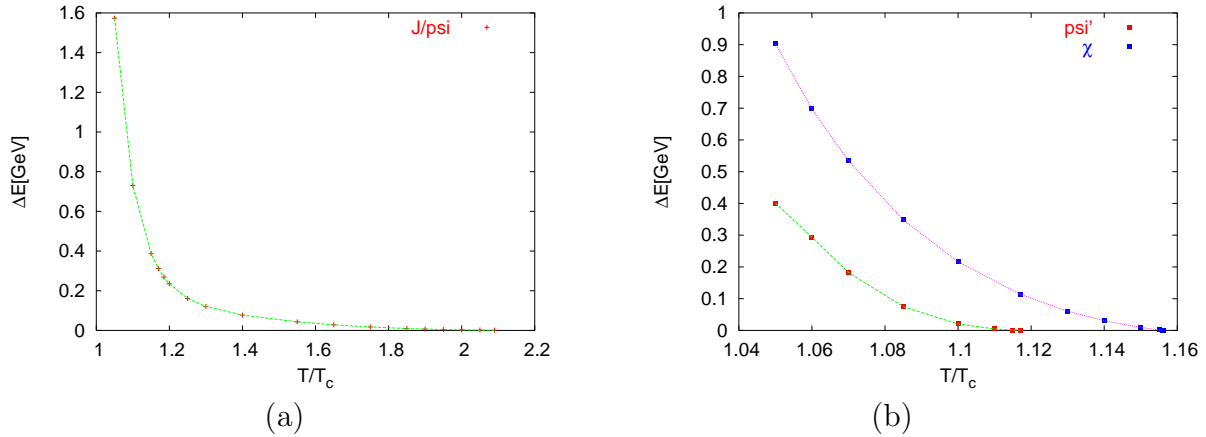 1.6
1.4
1.2
1
0.8
0.6
0.4
0.2
0
ΔE[GeV]
J/psi
1 1.2 1.4 1.6 1.8 2 2.2
T/T_c
(a)
1
0.9
0.8
0.7
0.6
0.5
0.4
0.3
0.2
0.1
0
ΔE[GeV]
psi'
χ
1.04 1.06 1.08 1.1 1.12 1.14 1.16
T/T_c
(b)